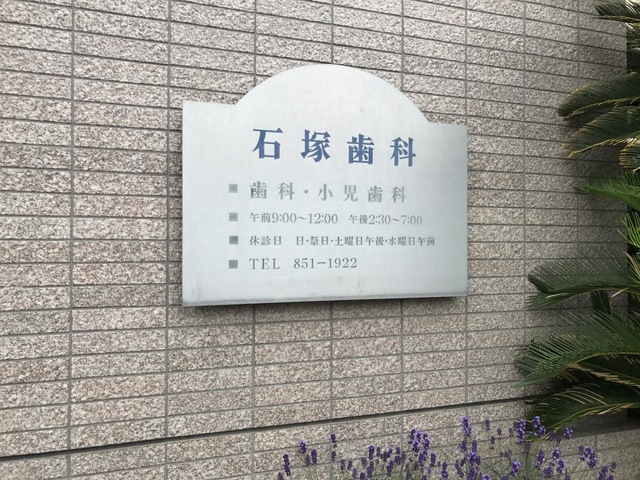 石塚歯科
■ 歯科・小児歯科
■ 午前9:00〜12:00 午後2:30〜7:00
■ 休診日 日・祭日・土曜日午後・水曜日午前
■ TEL 851-1922